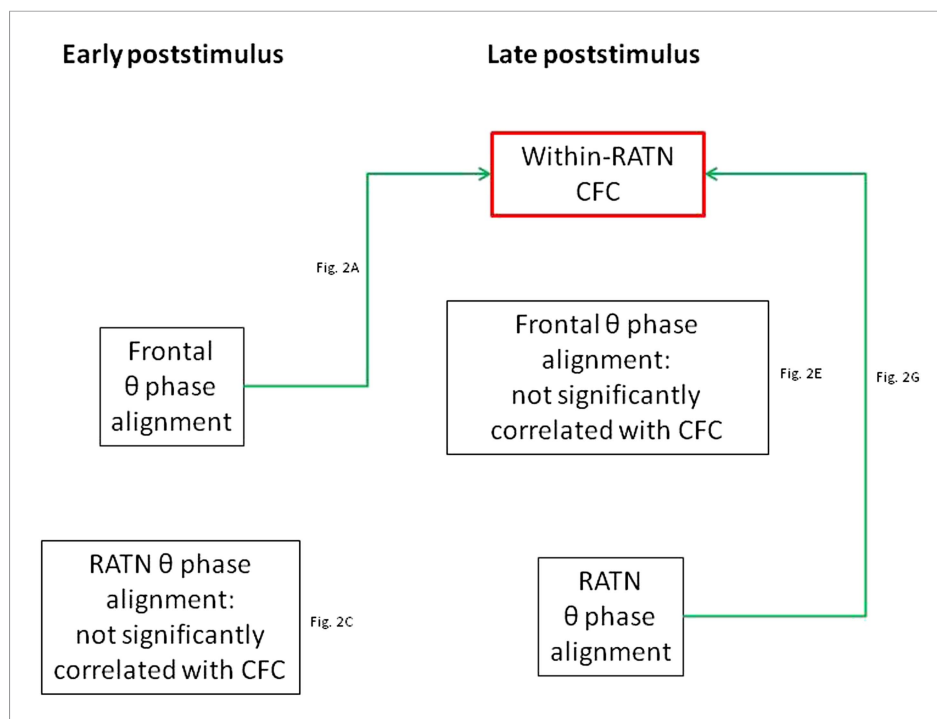 Early poststimulus
Late poststimulus
Within-RATN
CFC
Fig. 2A
Frontal
θ phase
alignment
Frontal θ phase
alignment:
not significantly
correlated with CFC
Fig. 2E
Fig. 2G
RATN θ phase
alignment:
not significantly
correlated with CFC
Fig. 2C
RATN
θ phase
alignment